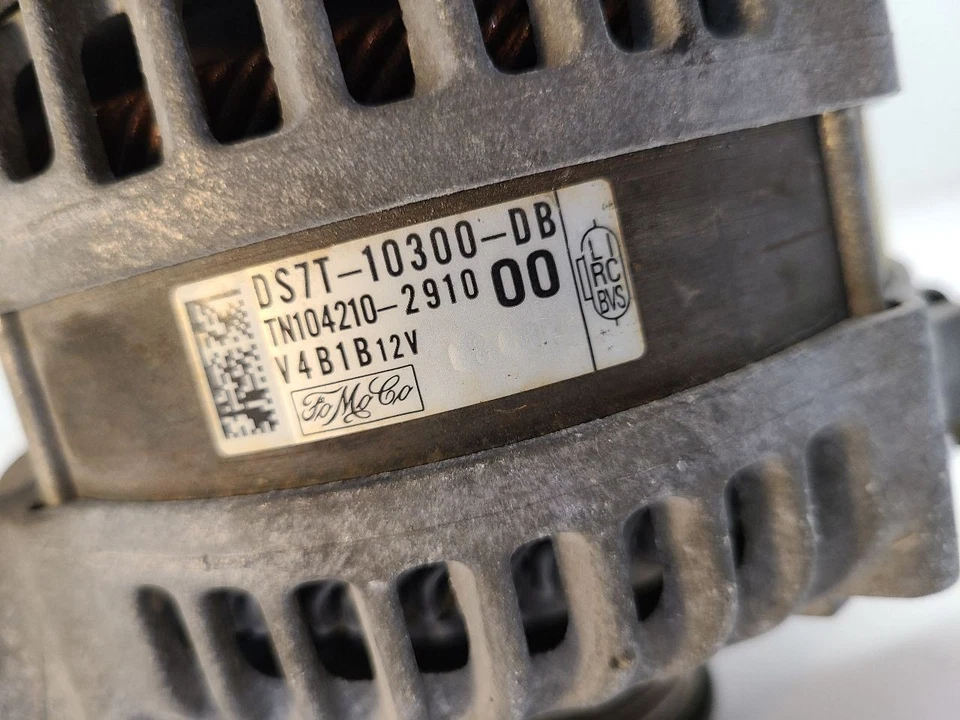 DS7T-10300-DB
TN104210-2910 00
V4B1B12V
FoMoCo
LI
RC
BVS